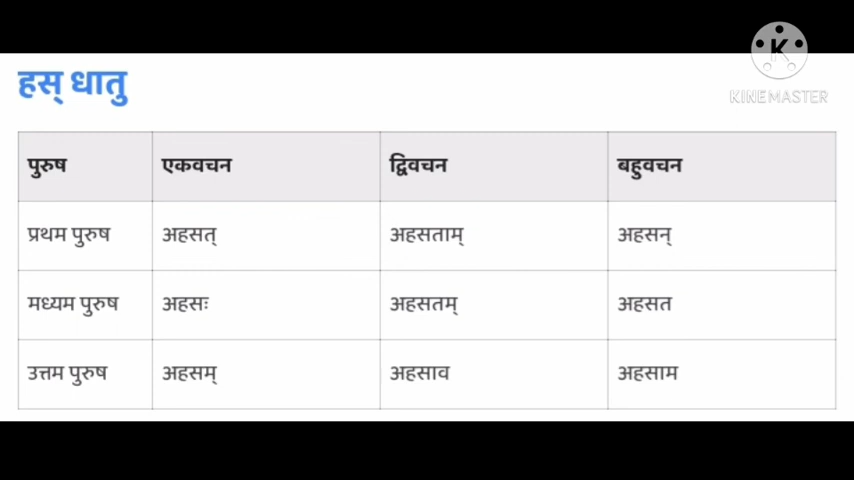 K
KINEMASTER
हस् धातु
पुरुष एकवचन द्विवचन बहुवचन
प्रथम पुरुष अहसत् अहसताम् अहसन्
मध्यम पुरुष अहसः अहसतम् अहसत
उत्तम पुरुष अहसम् अहसाव अहसाम